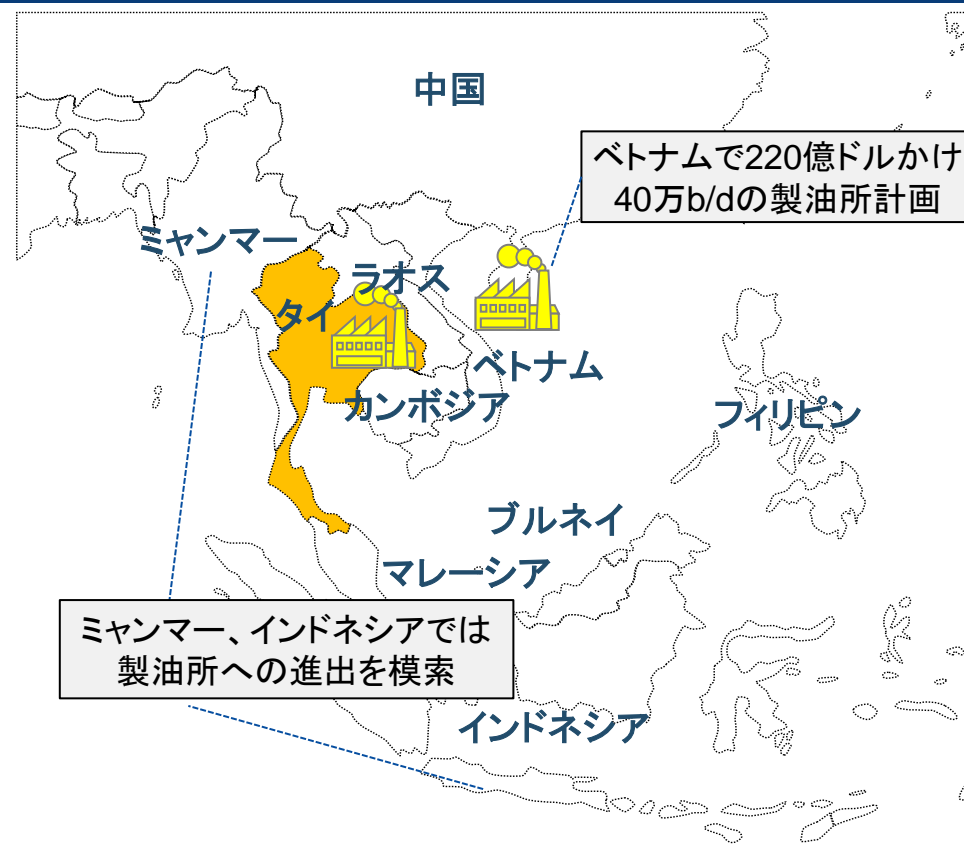 中国
ベトナムで220億ドルかけ
40万b/dの製油所計画
ミャンマー
ラオス
タイ
ベトナム
カンボジア
フィリピン
ブルネイ
マレーシア
ミャンマー、インドネシアでは
製油所への進出を模索
インドネシア